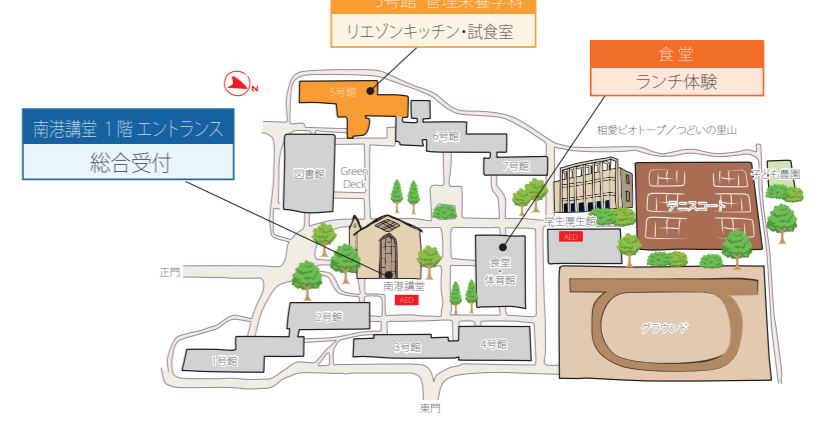 5号館 管理栄養学科
リエゾンキッチン・試食室
食堂
ランチ体験
南港講堂 1階 エントランス
総合受付
N
5号館
6号館
7号館
相愛ビオトープ／つどいの里山
図書館
Green
Deck
学生厚生館
AED
テニスコート
子ども農園
正門
南港講堂
AED
食堂
・
体育館
グラウンド
2号館
1号館
3号館
4号館
東門